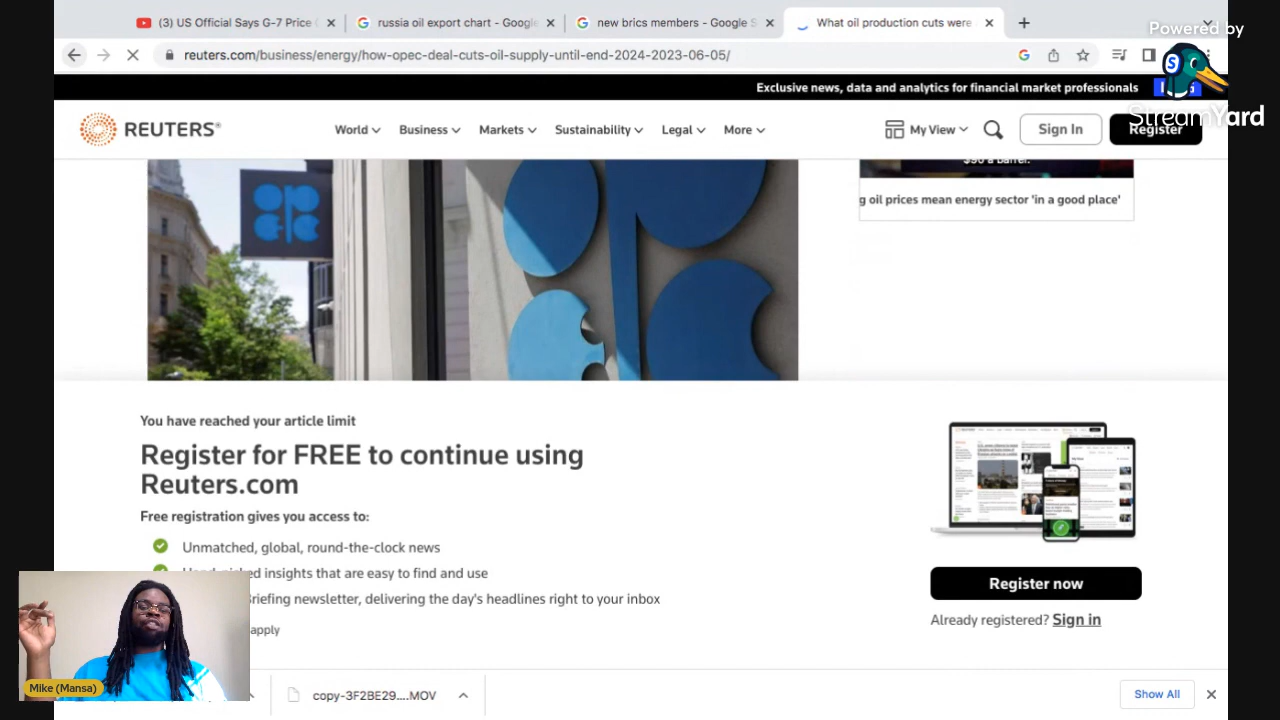 (3) US Official Says G-7 Price
russia oil export chart - Google
new brics members - Google S
What oil production cuts were
Powered by
reuters.com/business/energy/how-opec-deal-cuts-oil-supply-until-end-2024-2023-06-05/
StreamYard
Exclusive news, data and analytics for financial market professionals
REUTERS®
World
Business
Markets
Sustainability
Legal
More
My View
Sign In
Register
$90 a barrel.
g oil prices mean energy sector 'in a good place'
You have reached your article limit
Register for FREE to continue using
Reuters.com
Free registration gives you access to:
Unmatched, global, round-the-clock news
Hand-picked insights that are easy to find and use
Briefing newsletter, delivering the day's headlines right to your inbox
apply
Register now
Already registered? Sign in
Mike (Mansa)
copy-3F2BE29....MOV
Show All